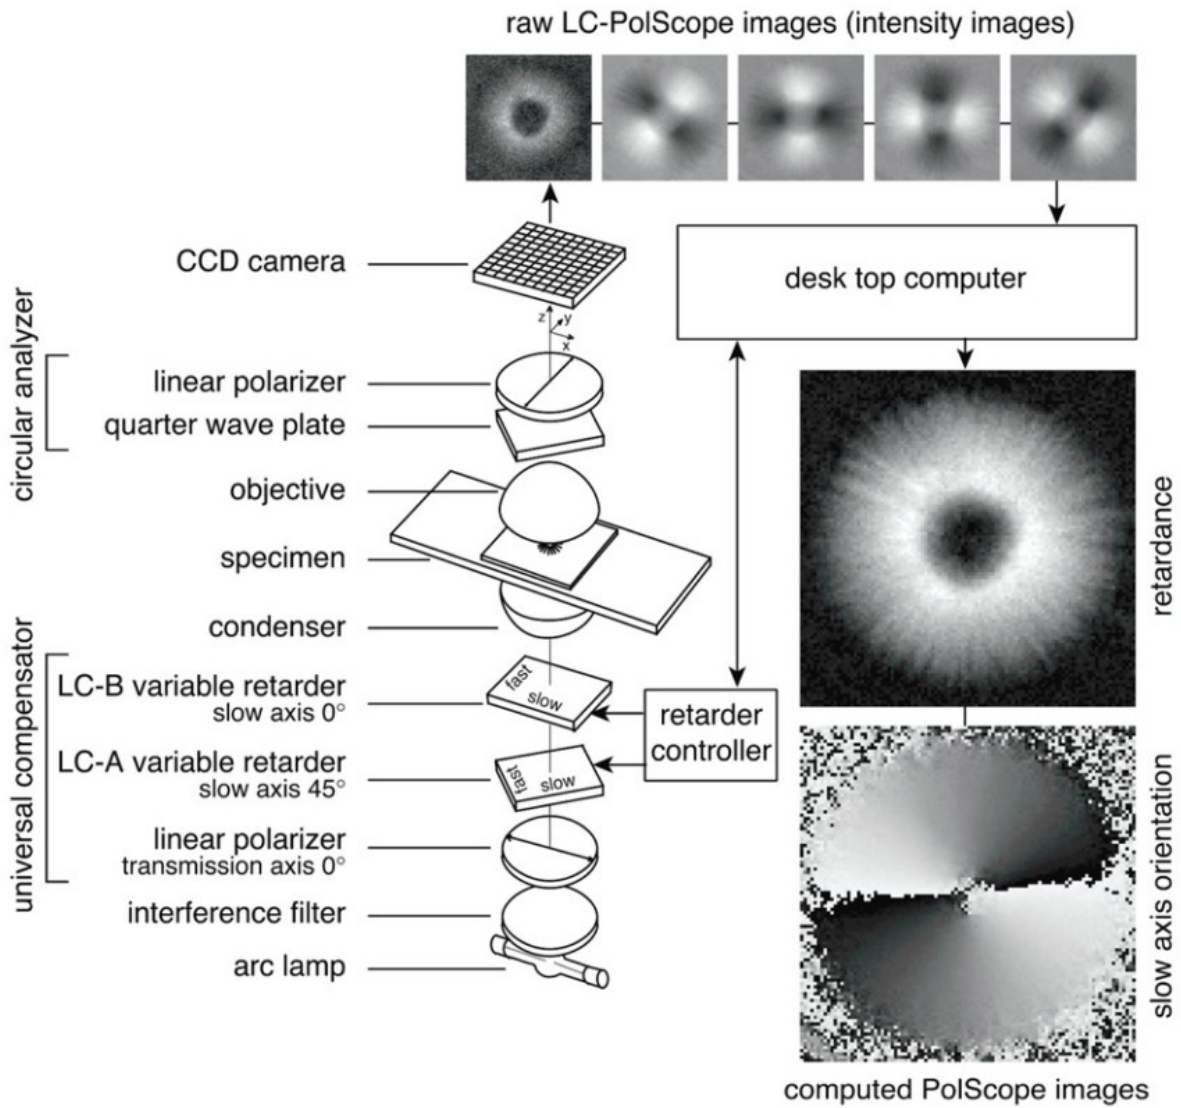 raw LC-PolScope images (intensity images)
CCD camera
z
y
x
circular analyzer
linear polarizer
quarter wave plate
objective
specimen
condenser
universal compensator
LC-B variable retarder
slow axis 0°
fast
slow
LC-A variable retarder
slow axis 45°
fast
slow
linear polarizer
transmission axis 0°
interference filter
arc lamp
desk top computer
retarder
controller
retardance
slow axis orientation
computed PolScope images